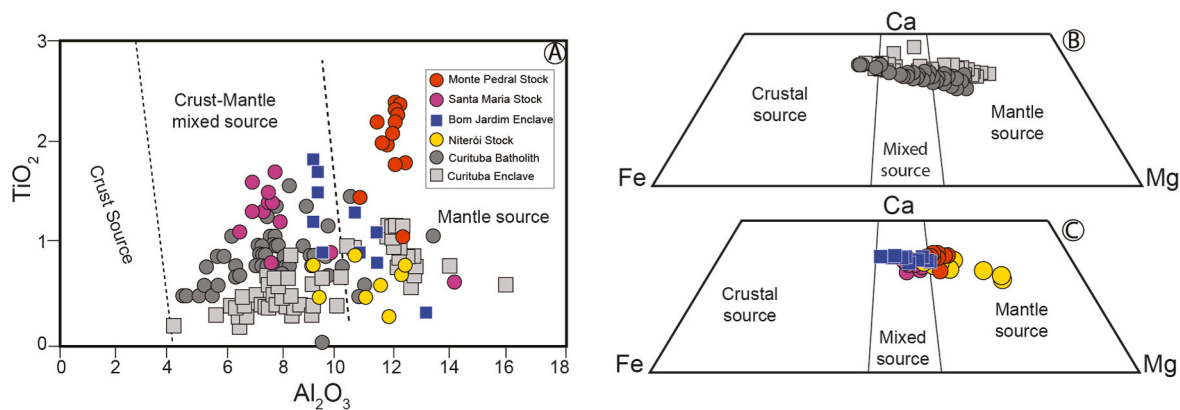 3
2
1
0
TiO2
0
2
4
6
8
10
12
14
16
18
Al2O3
A
Crust Source
Crust-Mantle
mixed source
Mantle source
Monte Pedral Stock
Santa Maria Stock
Bom Jardim Enclave
Niterói Stock
Curituba Batholith
Curituba Enclave
Ca
B
Crustal
source
Mixed
source
Mantle
source
Fe
Mg
Ca
C
Crustal
source
Mixed
source
Mantle
source
Fe
Mg